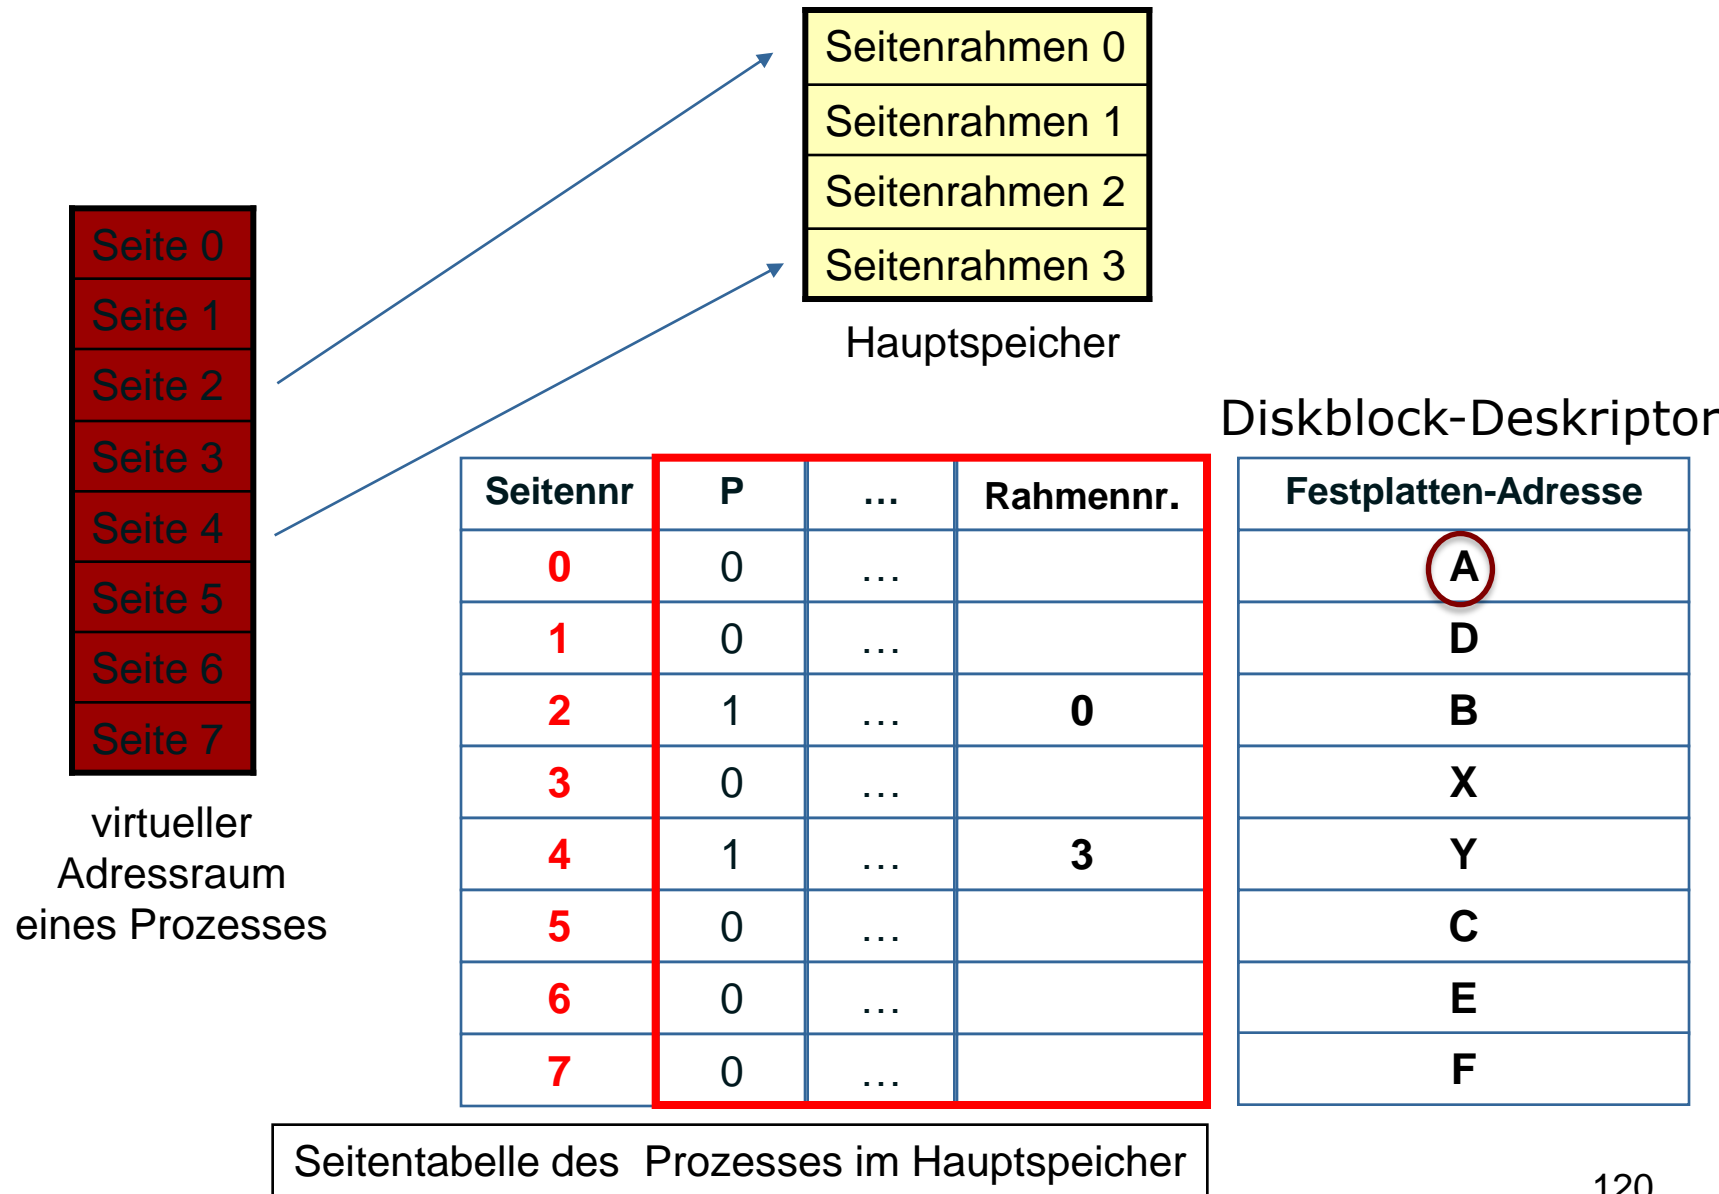 Seitenrahmen 0
Seitenrahmen 1
Seitenrahmen 2
Seitenrahmen 3
Hauptspeicher
Seite 0
Seite 1
Seite 2
Seite 3
Seite 4
Seite 5
Seite 6
Seite 7
virtueller
Adressraum
eines Prozesses
Diskblock-Deskriptor
Seitennr P ... Rahmennr. Festplatten-Adresse
0 0 ... A
1 0 ... D
2 1 ... 0 B
3 0 ... X
4 1 ... 3 Y
5 0 ... C
6 0 ... E
7 0 ... F
Seitentabelle des Prozesses im Hauptspeicher
120